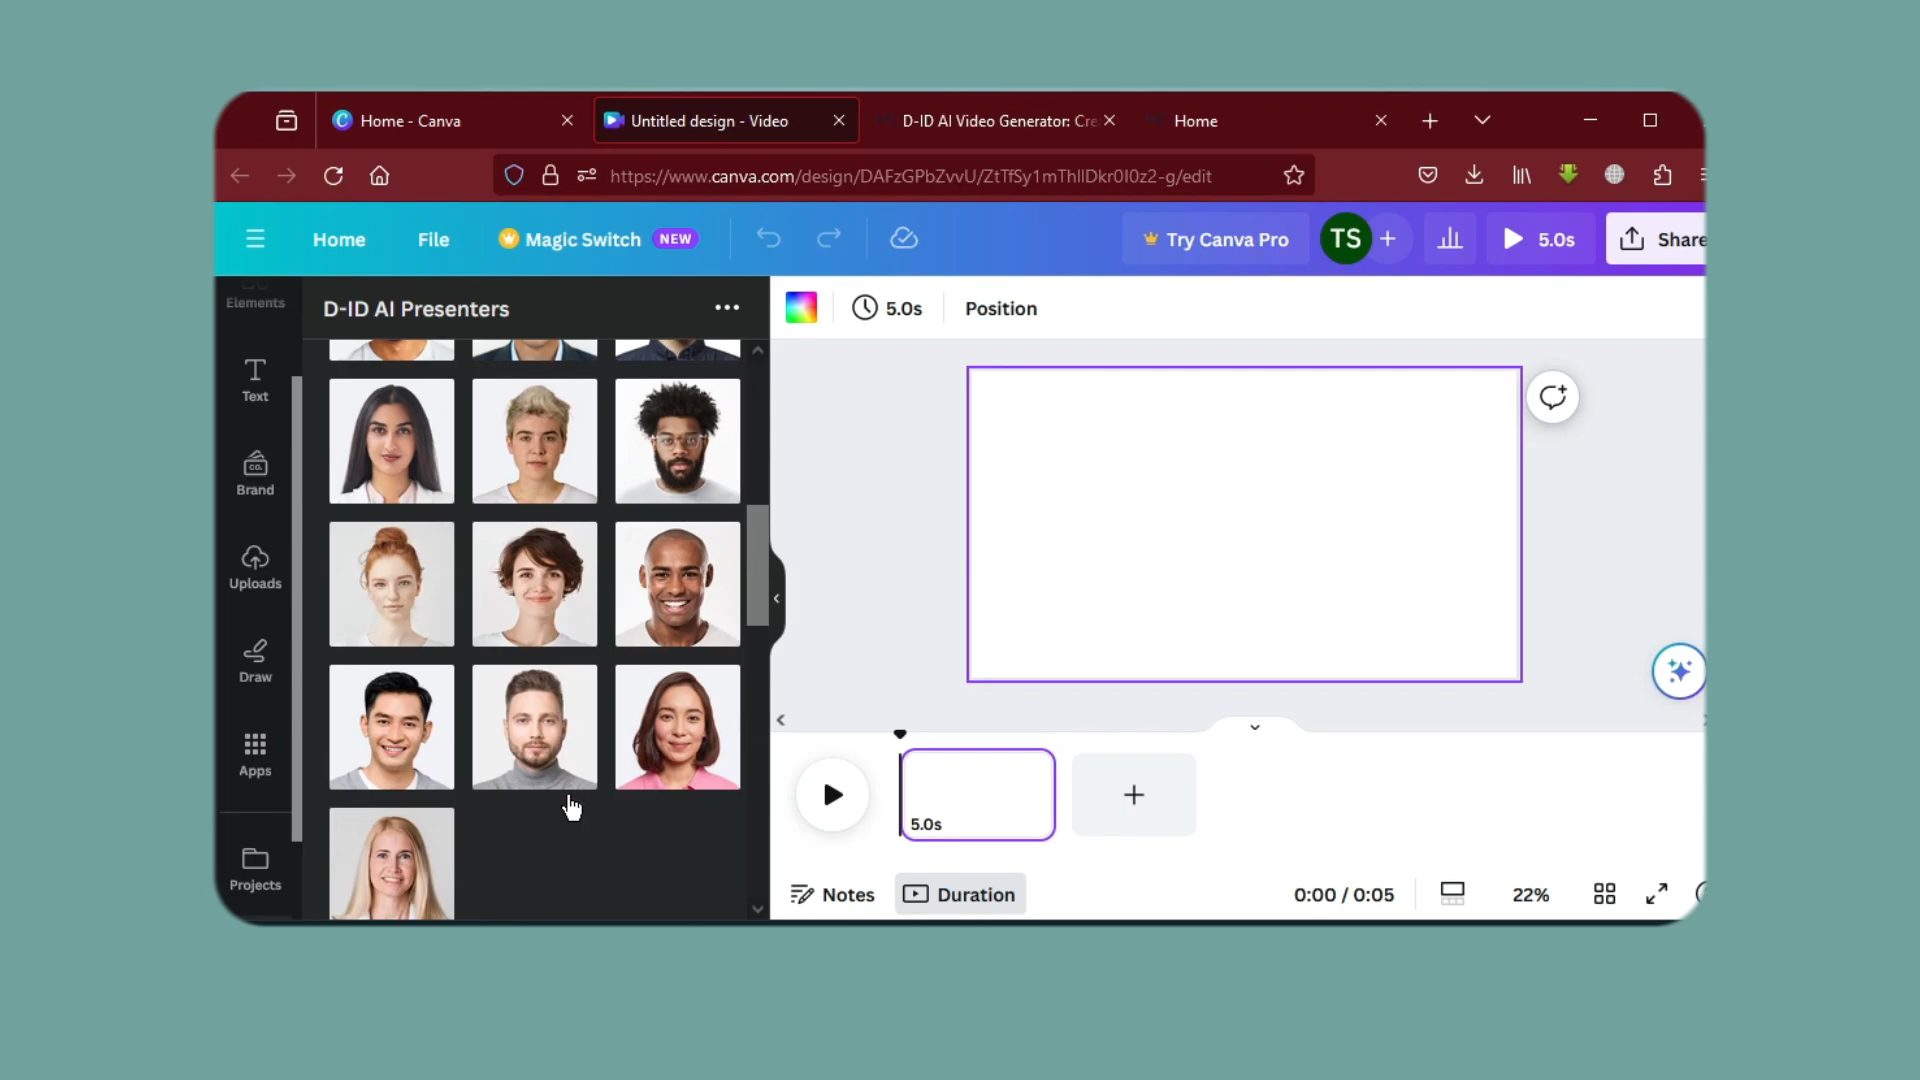 Home - Canva
Untitled design - Video
D-ID AI Video Generator: Cre
Home
https://www.canva.com/design/DAFzGPbZvvU/ZtTfSy1mThIIDkr0I0z2-g/edit
Home
File
Magic Switch
NEW
Try Canva Pro
TS
5.0s
Share
Elements
D-ID AI Presenters
5.0s
Position
Text
CO.
Brand
Uploads
Draw
Apps
5.0s
Projects
Notes
Duration
0:00 / 0:05
22%